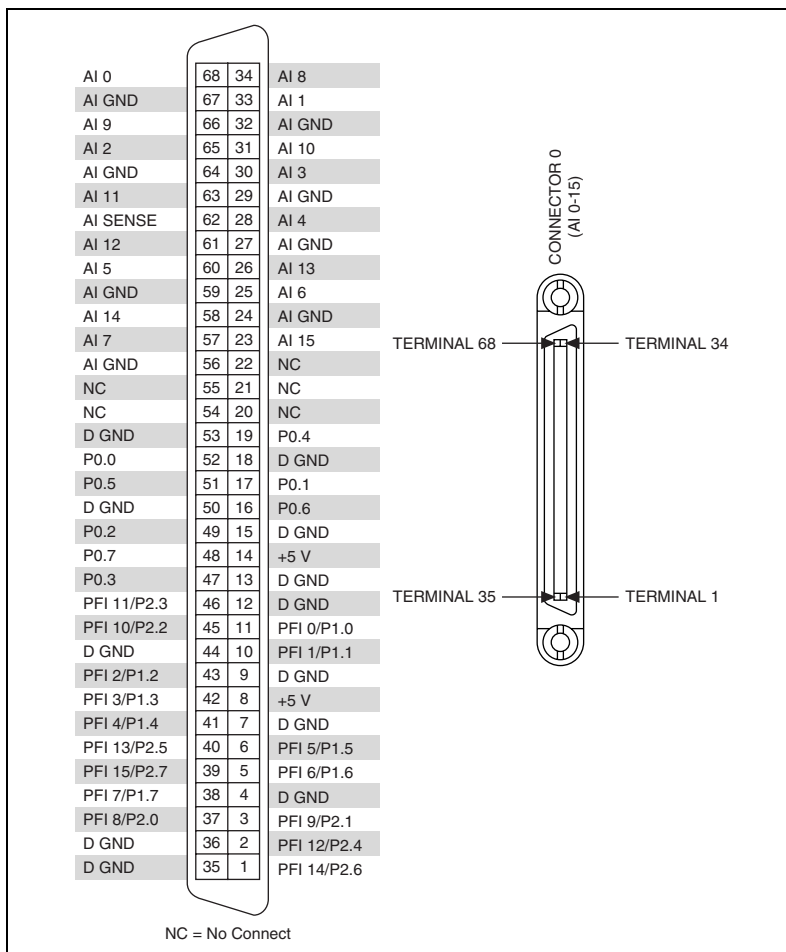 AI 0 68 34 AI 8
AI GND 67 33 AI 1
AI 9 66 32 AI GND
AI 2 65 31 AI 10
AI GND 64 30 AI 3
AI 11 63 29 AI GND
AI SENSE 62 28 AI 4
AI 12 61 27 AI GND
AI 5 60 26 AI 13
AI GND 59 25 AI 6
AI 14 58 24 AI GND
AI 7 57 23 AI 15
AI GND 56 22 NC
NC 55 21 NC
NC 54 20 NC
D GND 53 19 P0.4
P0.0 52 18 D GND
P0.5 51 17 P0.1
D GND 50 16 P0.6
P0.2 49 15 D GND
P0.7 48 14 +5 V
P0.3 47 13 D GND
PFI 11/P2.3 46 12 D GND
PFI 10/P2.2 45 11 PFI 0/P1.0
D GND 44 10 PFI 1/P1.1
PFI 2/P1.2 43 9 D GND
PFI 3/P1.3 42 8 +5 V
PFI 4/P1.4 41 7 D GND
PFI 13/P2.5 40 6 PFI 5/P1.5
PFI 15/P2.7 39 5 PFI 6/P1.6
PFI 7/P1.7 38 4 D GND
PFI 8/P2.0 37 3 PFI 9/P2.1
D GND 36 2 PFI 12/P2.4
D GND 35 1 PFI 14/P2.6
NC = No Connect
CONNECTOR 0
(AI 0-15)
TERMINAL 68 TERMINAL 34
TERMINAL 35 TERMINAL 1